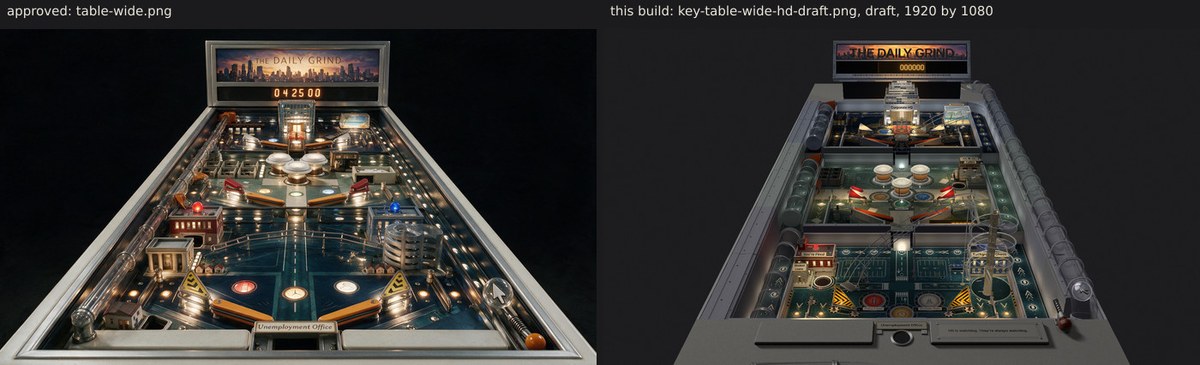 approved: table-wide.png
this build: key-table-wide-hd-draft.png, draft, 1920 by 1080
THE DAILY GRIND
042500
Unemployment Office
THE DAILY GRIND
000000